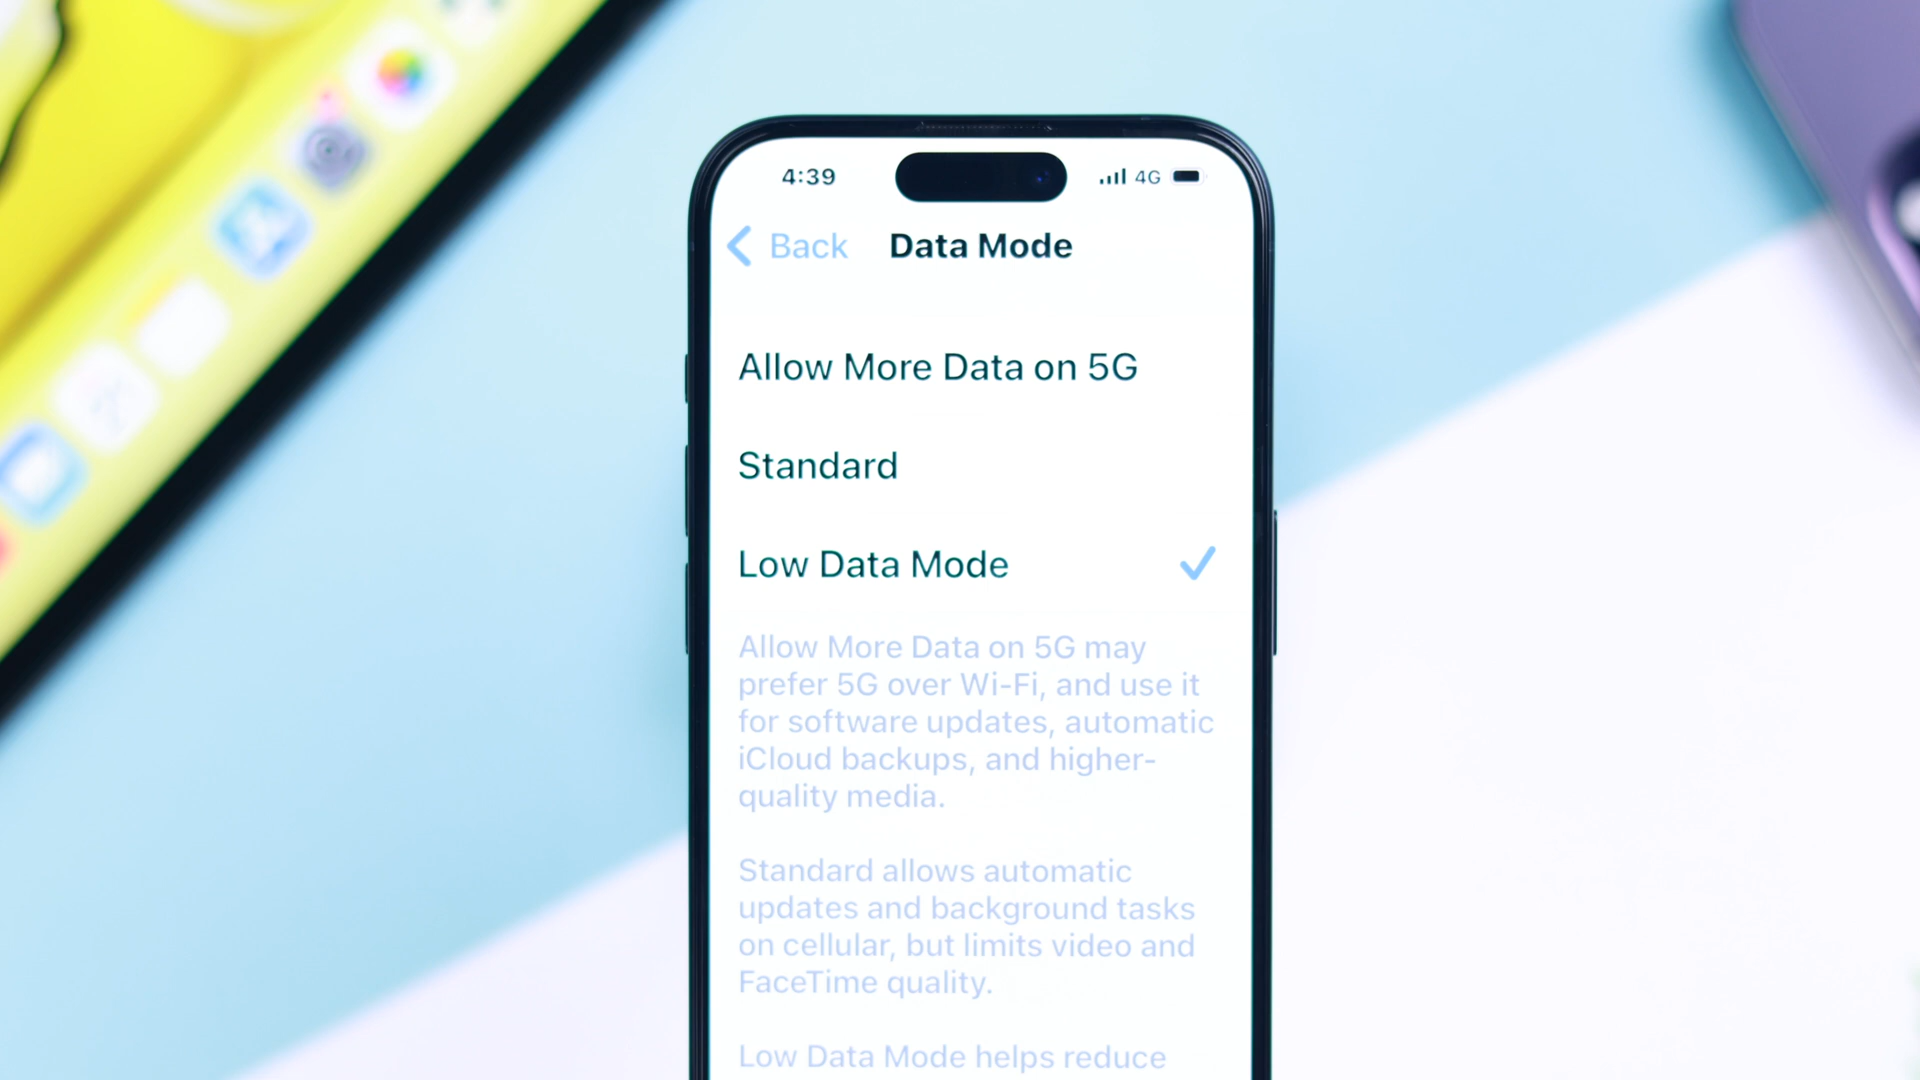 4:39
4G
Back
Data Mode
Allow More Data on 5G
Standard
Low Data Mode
Allow More Data on 5G may
prefer 5G over Wi-Fi, and use it
for software updates, automatic
iCloud backups, and higher-
quality media.
Standard allows automatic
updates and background tasks
on cellular, but limits video and
FaceTime quality.
Low Data Mode helps reduce